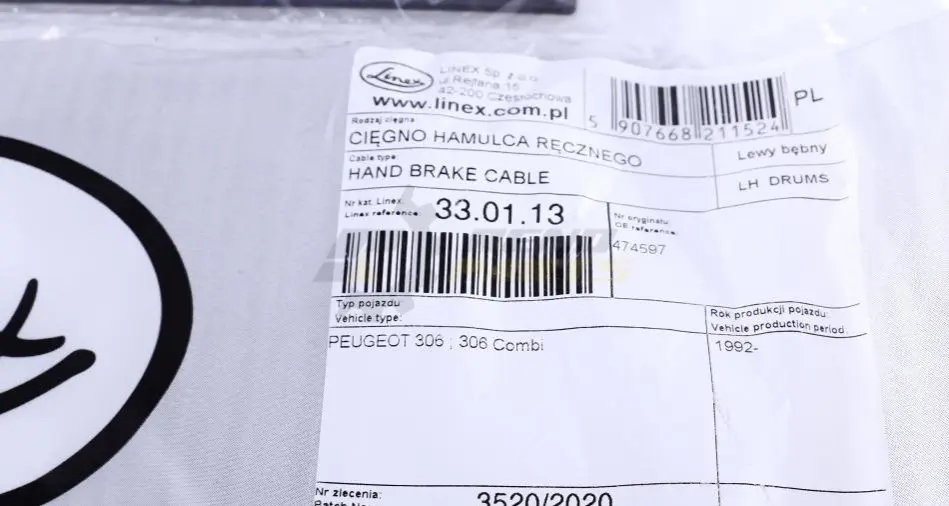 Linex
LINEX Sp. z o.o.
ul. Rejtana 15
42-200 Częstochowa
www.linex.com.pl
5 907668 211524
PL
Rodzaj cięgna:
CIĘGNO HAMULCA RĘCZNEGO
Lewy bębny
Cable type:
HAND BRAKE CABLE
LH DRUMS
Nr kat. Linex:
Linex reference:
33.01.13
Nr oryginału:
OE reference:
474597
Typ pojazdu:
Vehicle type:
Rok produkcji pojazdu:
Vehicle production period:
PEUGEOT 306 ; 306 Combi
1992-
Nr zlecenia:
3520/2020